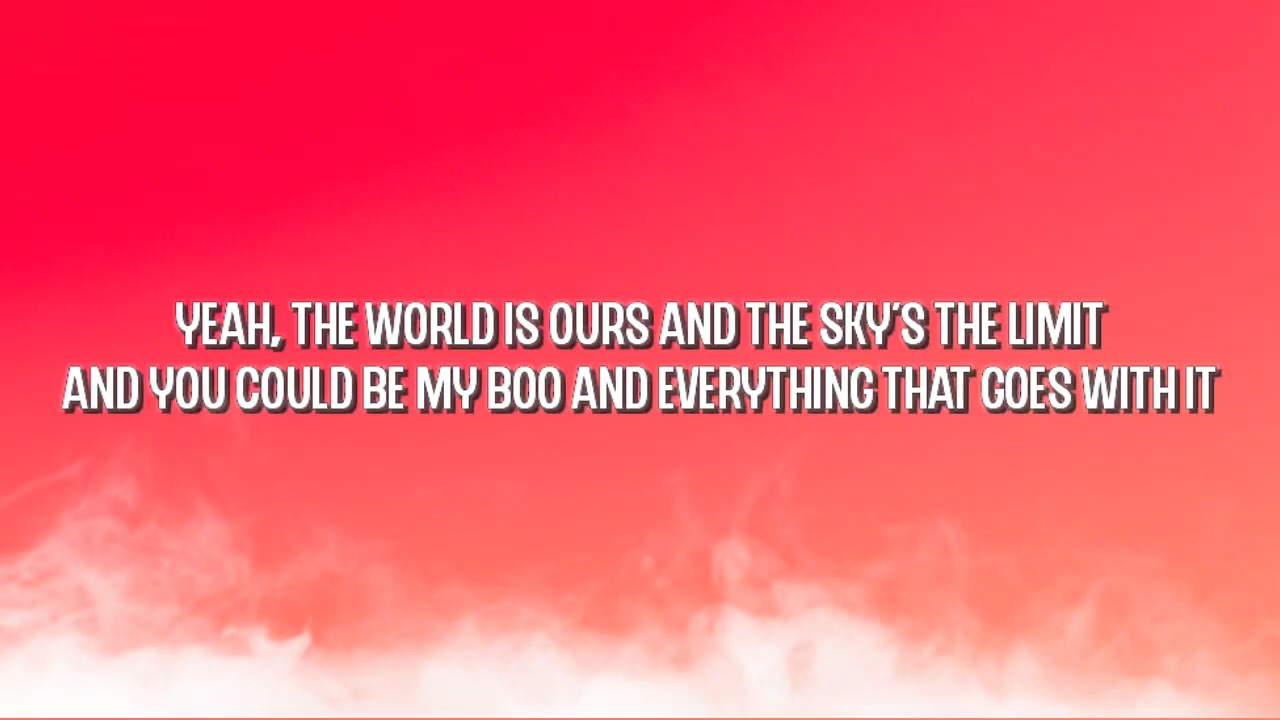 YEAH, THE WORLD IS OURS AND THE SKY'S THE LIMIT
AND YOU COULD BE MY BOO AND EVERYTHING THAT GOES WITH IT